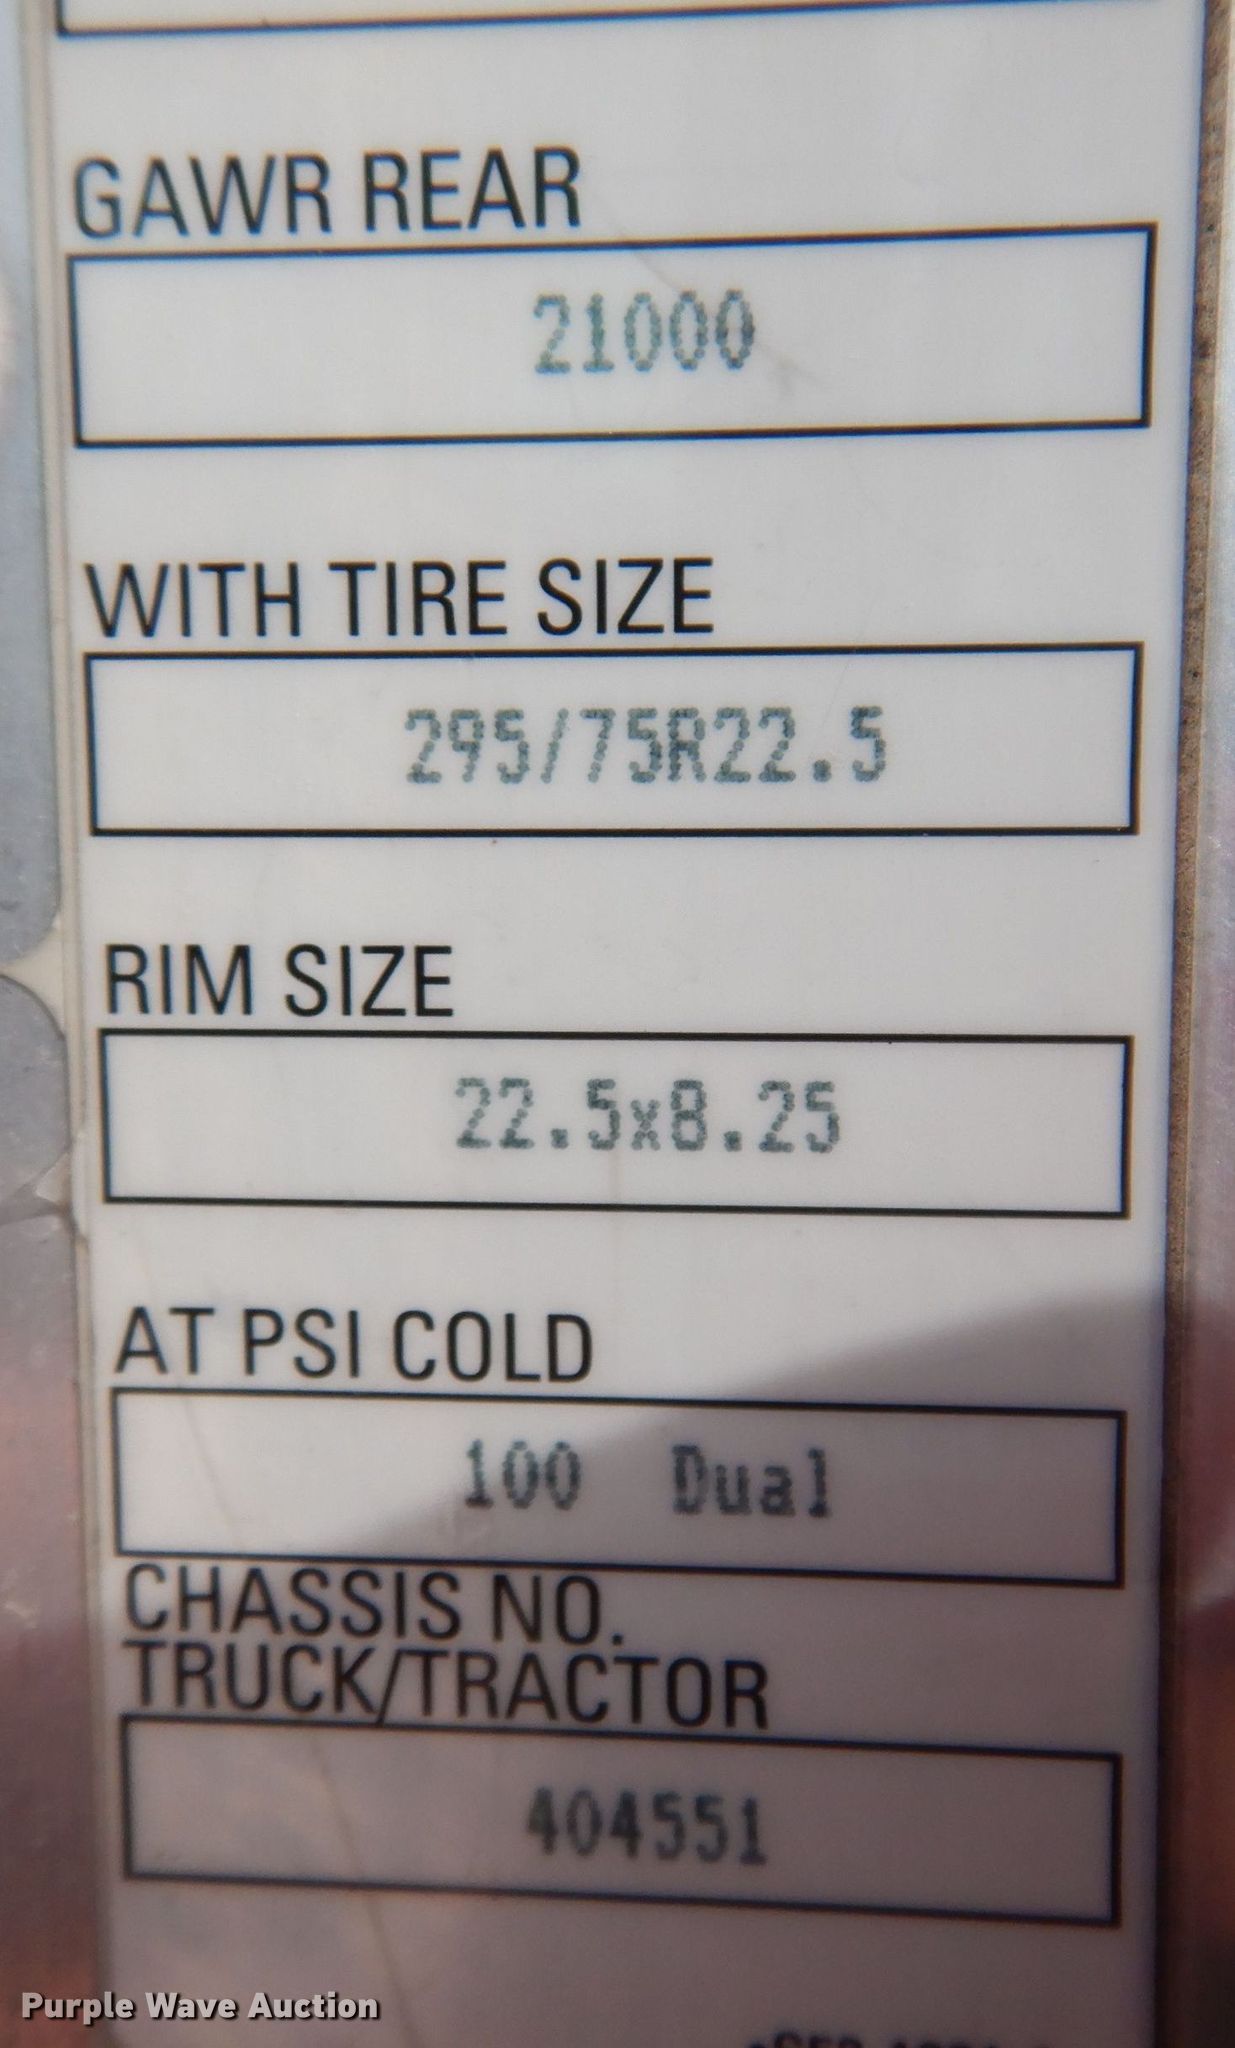 GAWR REAR
21000
WITH TIRE SIZE
295/75R22.5
RIM SIZE
22.5x8.25
AT PSI COLD
100 Dual
CHASSIS NO.
TRUCK/TRACTOR
404551
Purple Wave Auction